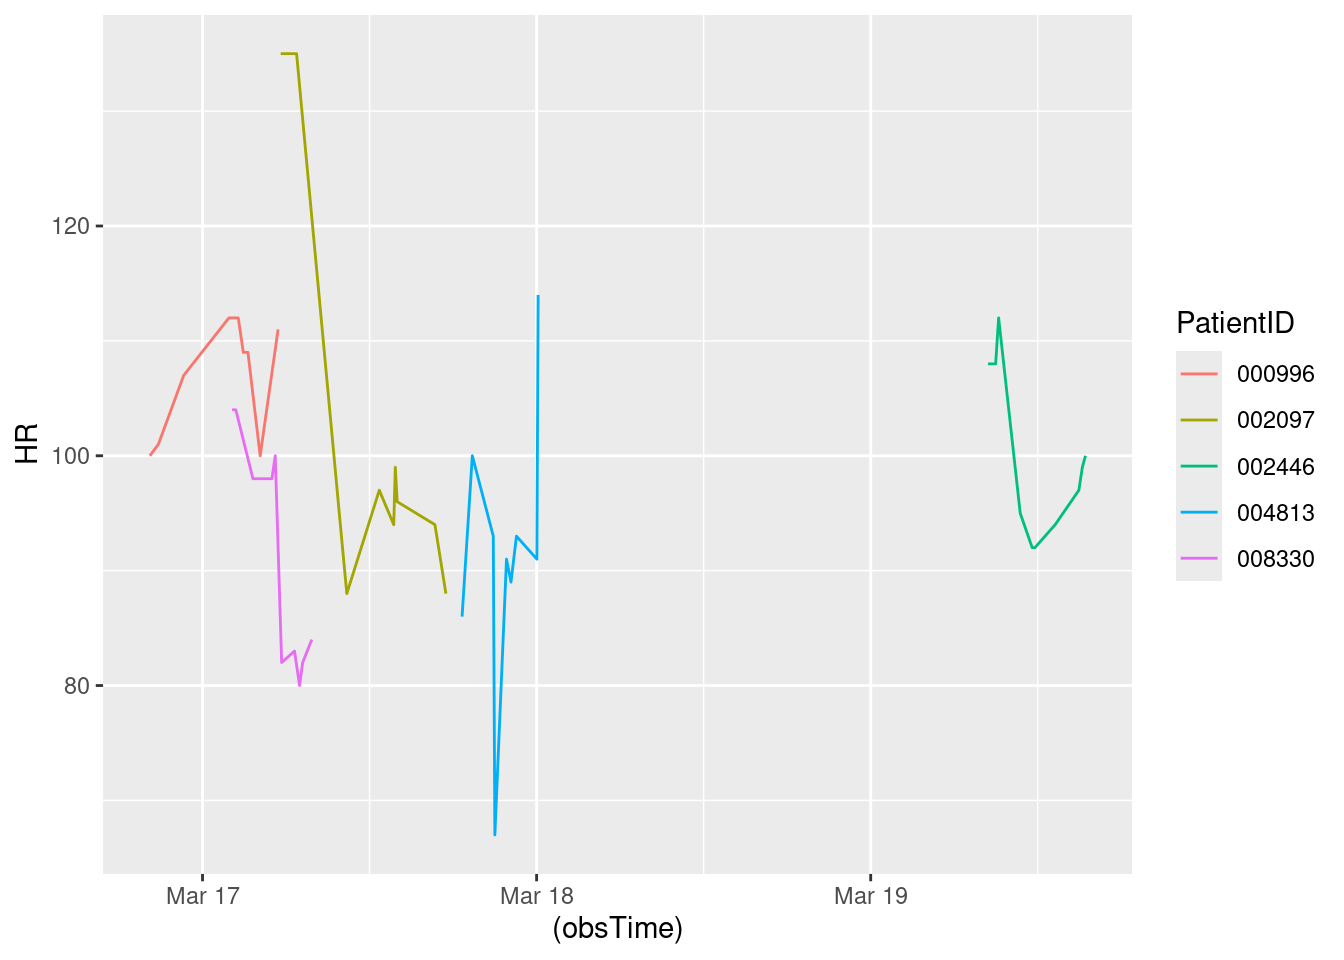 HR
120
100
80
Mar 17
Mar 18
Mar 19
(obsTime)
PatientID
000996
002097
002446
004813
008330